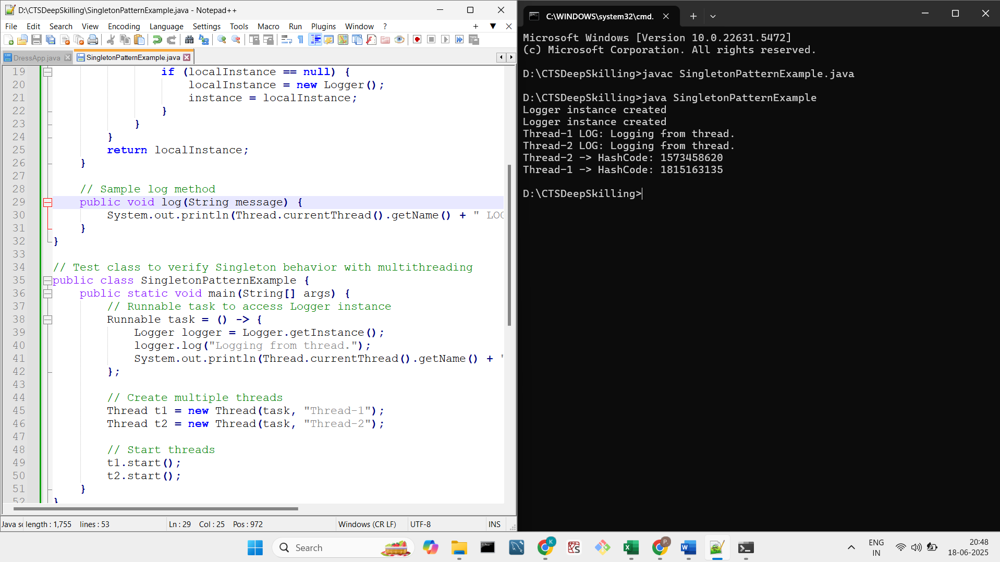 D:\CTSDeepSkilling\SingletonPatternExample.java - Notepad++
File Edit Search View Encoding Language Settings Tools Macro Run Plugins Window ?
DressApp.java SingletonPatternExample.java
19 if (localInstance == null) {
20 localInstance = new Logger();
21 instance = localInstance;
22 }
23 }
24 }
25 return localInstance;
26 }
27
28 // Sample log method
29 public void log(String message) {
30 System.out.println(Thread.currentThread().getName() + " LOG
31 }
32 }
33
34 // Test class to verify Singleton behavior with multithreading
35 public class SingletonPatternExample {
36 public static void main(String[] args) {
37 // Runnable task to access Logger instance
38 Runnable task = () -> {
39 Logger logger = Logger.getInstance();
40 logger.log("Logging from thread.");
41 System.out.println(Thread.currentThread().getName() + "
42 };
43
44 // Create multiple threads
45 Thread t1 = new Thread(task, "Thread-1");
46 Thread t2 = new Thread(task, "Thread-2");
47
48 // Start threads
49 t1.start();
50 t2.start();
51 }
52 }
Java sc length : 1,755 lines : 53 Ln : 29 Col : 25 Pos : 972 Windows (CR LF) UTF-8 INS
C:\WINDOWS\system32\cmd.
Microsoft Windows [Version 10.0.22631.5472]
(c) Microsoft Corporation. All rights reserved.
D:\CTSDeepSkilling>javac SingletonPatternExample.java
D:\CTSDeepSkilling>java SingletonPatternExample
Logger instance created
Logger instance created
Thread-1 LOG: Logging from thread.
Thread-2 LOG: Logging from thread.
Thread-2 -> HashCode: 1573458620
Thread-1 -> HashCode: 1815163135
D:\CTSDeepSkilling>
Search
ENG
IN
20:48
18-06-2025